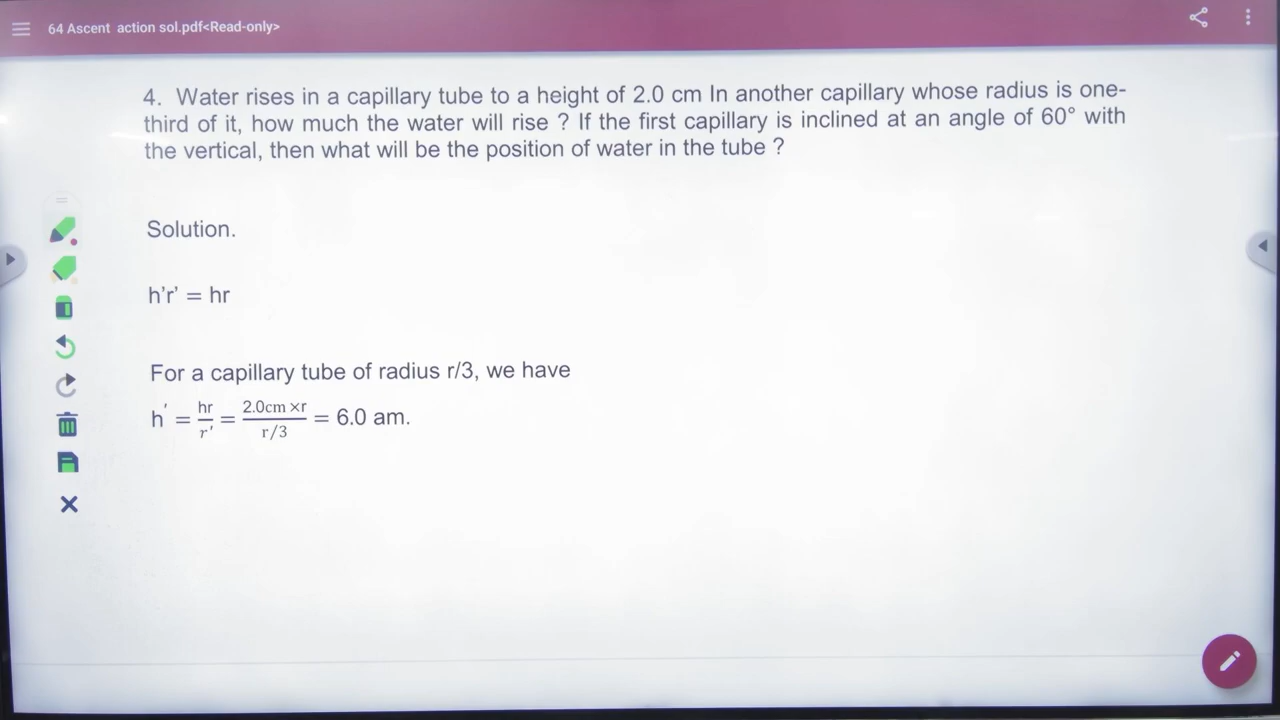 64 Ascent action sol.pdf<Read-only>
4. Water rises in a capillary tube to a height of 2.0 cm In another capillary whose radius is one-
third of it, how much the water will rise ? If the first capillary is inclined at an angle of 60° with
the vertical, then what will be the position of water in the tube ?
Solution.
h’r’ = hr
For a capillary tube of radius r/3, we have
h′ = hr/r′ = 2.0cm ×r/r/3 = 6.0 am.